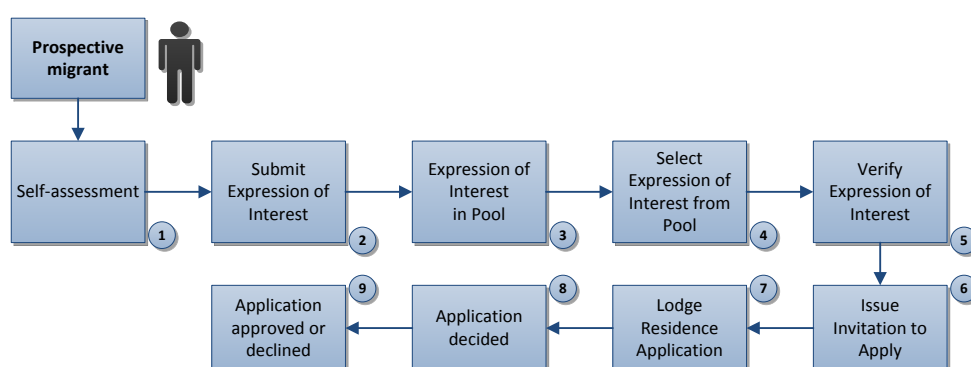 Prospective
migrant
Self-assessment
1
Submit
Expression of
Interest
2
Expression of
Interest
in Pool
3
Select
Expression of
Interest from
Pool
4
Verify
Expression of
Interest
5
6
Issue
Invitation to
Apply
7
Lodge
Residence
Application
8
Application
decided
9
Application
approved or
declined